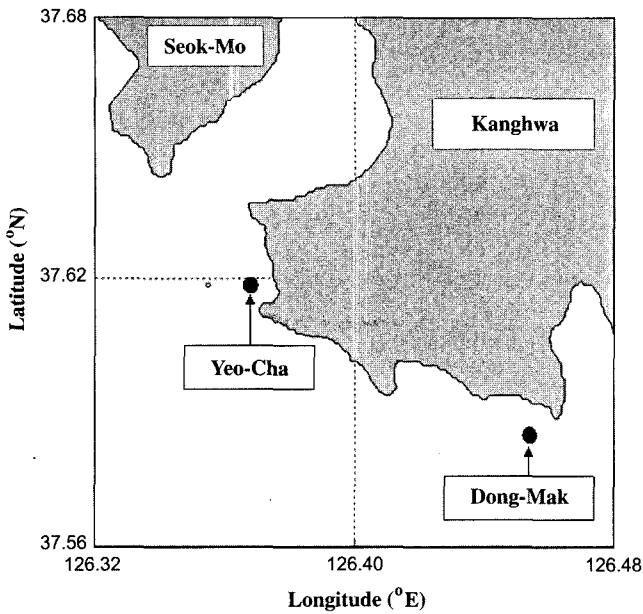 37.68
Seok-Mo
Kanghwa
Latitude (°N)
37.62
Yeo-Cha
Dong-Mak
37.56
126.32
126.40
126.48
Longitude (°E)